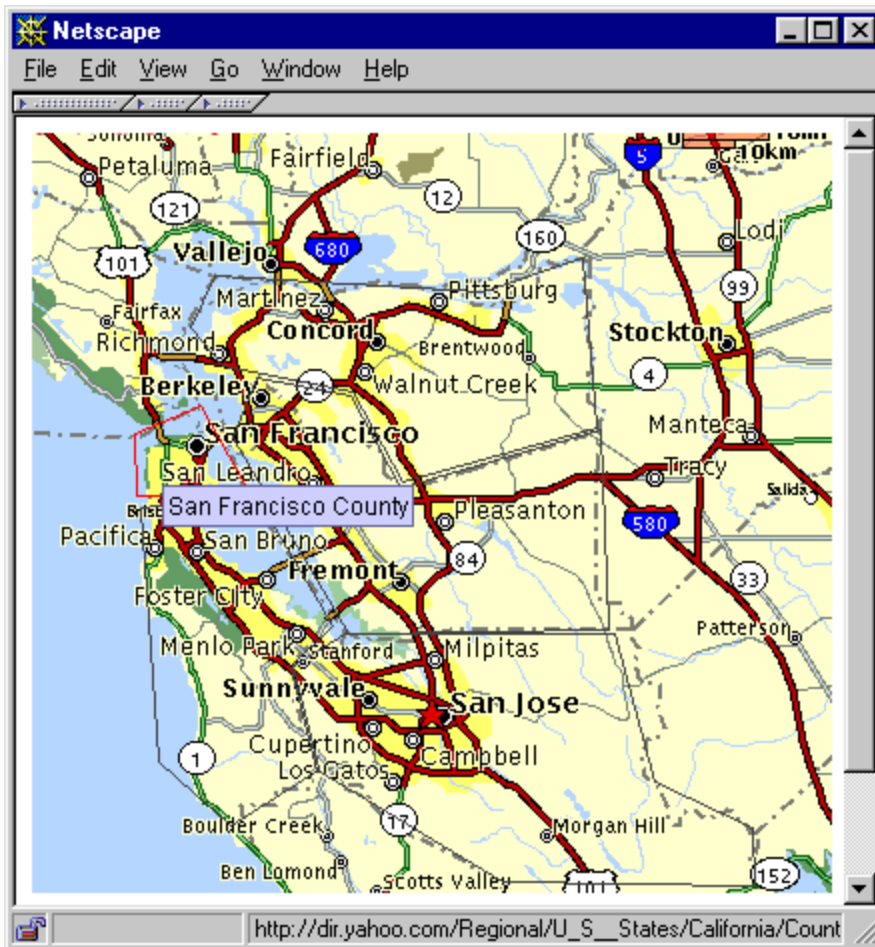 Netscape
File Edit View Go Window Help
Sonoma
Petaluma
Fairfield
5
10km
121
12
160
Lodi
101
Vallejo
680
99
Martinez
Pittsburg
Fairfax
Concord
Stockton
Richmond
Brentwood
Berkeley
24
Walnut Creek
4
Manteca
San Francisco
San Leandro
Tracy
Salida
San Francisco County
Pleasanton
580
Pacifica
San Bruno
84
Fremont
33
Foster City
Patterson
Menlo Park
Stanford
Milpitas
Sunnyvale
San Jose
Cupertino
Campbell
1
Los Gatos
17
Boulder Creek
Morgan Hill
Ben Lomond
Scotts Valley
101
152
http://dir.yahoo.com/Regional/U_S__States/California/Count